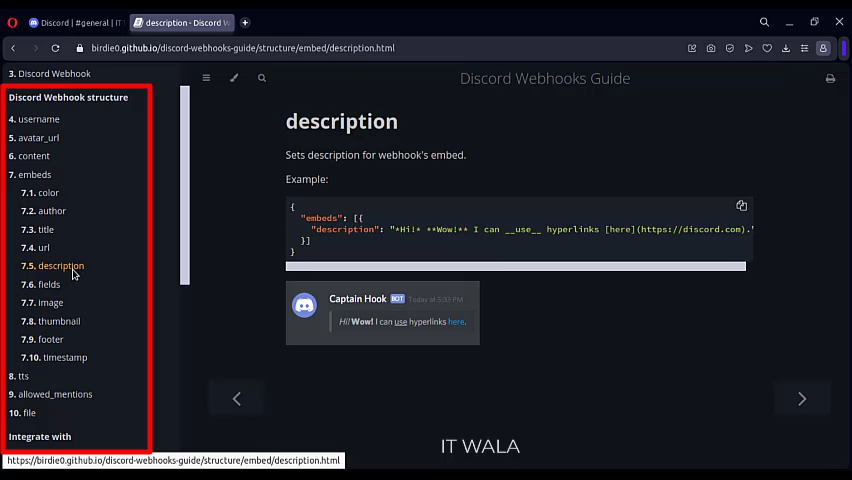 Discord | #general | IT
description - Discord W
birdie0.github.io/discord-webhooks-guide/structure/embed/description.html
3. Discord Webhook
Discord Webhook structure
4. username
5. avatar_url
6. content
7. embeds
7.1. color
7.2. author
7.3. title
7.4. url
7.5. description
7.6. fields
7.7. image
7.8. thumbnail
7.9. footer
7.10. timestamp
8. tts
9. allowed_mentions
10. file
Integrate with
https://birdie0.github.io/discord-webhooks-guide/structure/embed/description.html
Discord Webhooks Guide
description
Sets description for webhook's embed.
Example:
{
"embeds": [{
"description": "*Hi!* **Wow!** I can __use__ hyperlinks [here](https://discord.com)."
}]
}
Captain Hook BOT Today at 5:03 PM
Hi! Wow! I can use hyperlinks here.
IT WALA